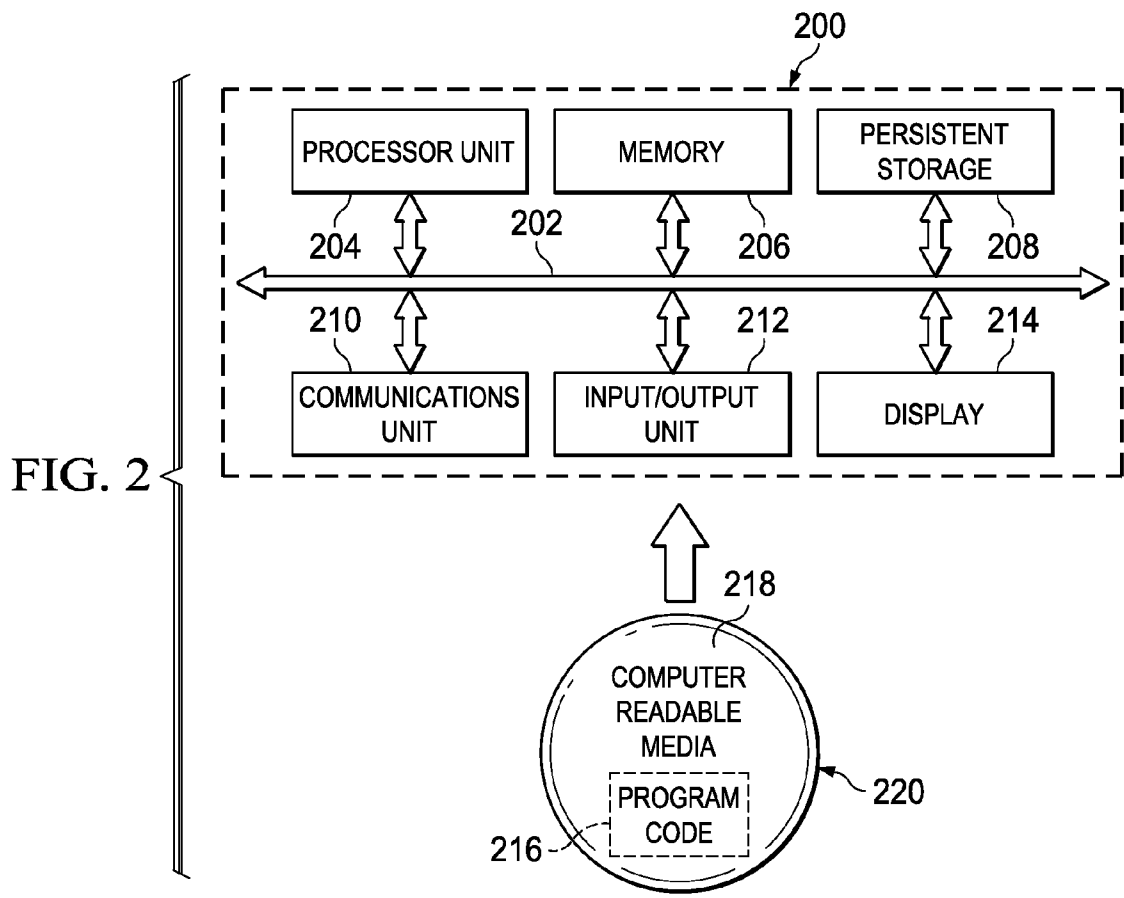 200
PROCESSOR UNIT
MEMORY
PERSISTENT
STORAGE
204
202
206
208
210
212
214
COMMUNICATIONS
UNIT
INPUT/OUTPUT
UNIT
DISPLAY
FIG. 2
218
COMPUTER
READABLE
MEDIA
220
PROGRAM
CODE
216